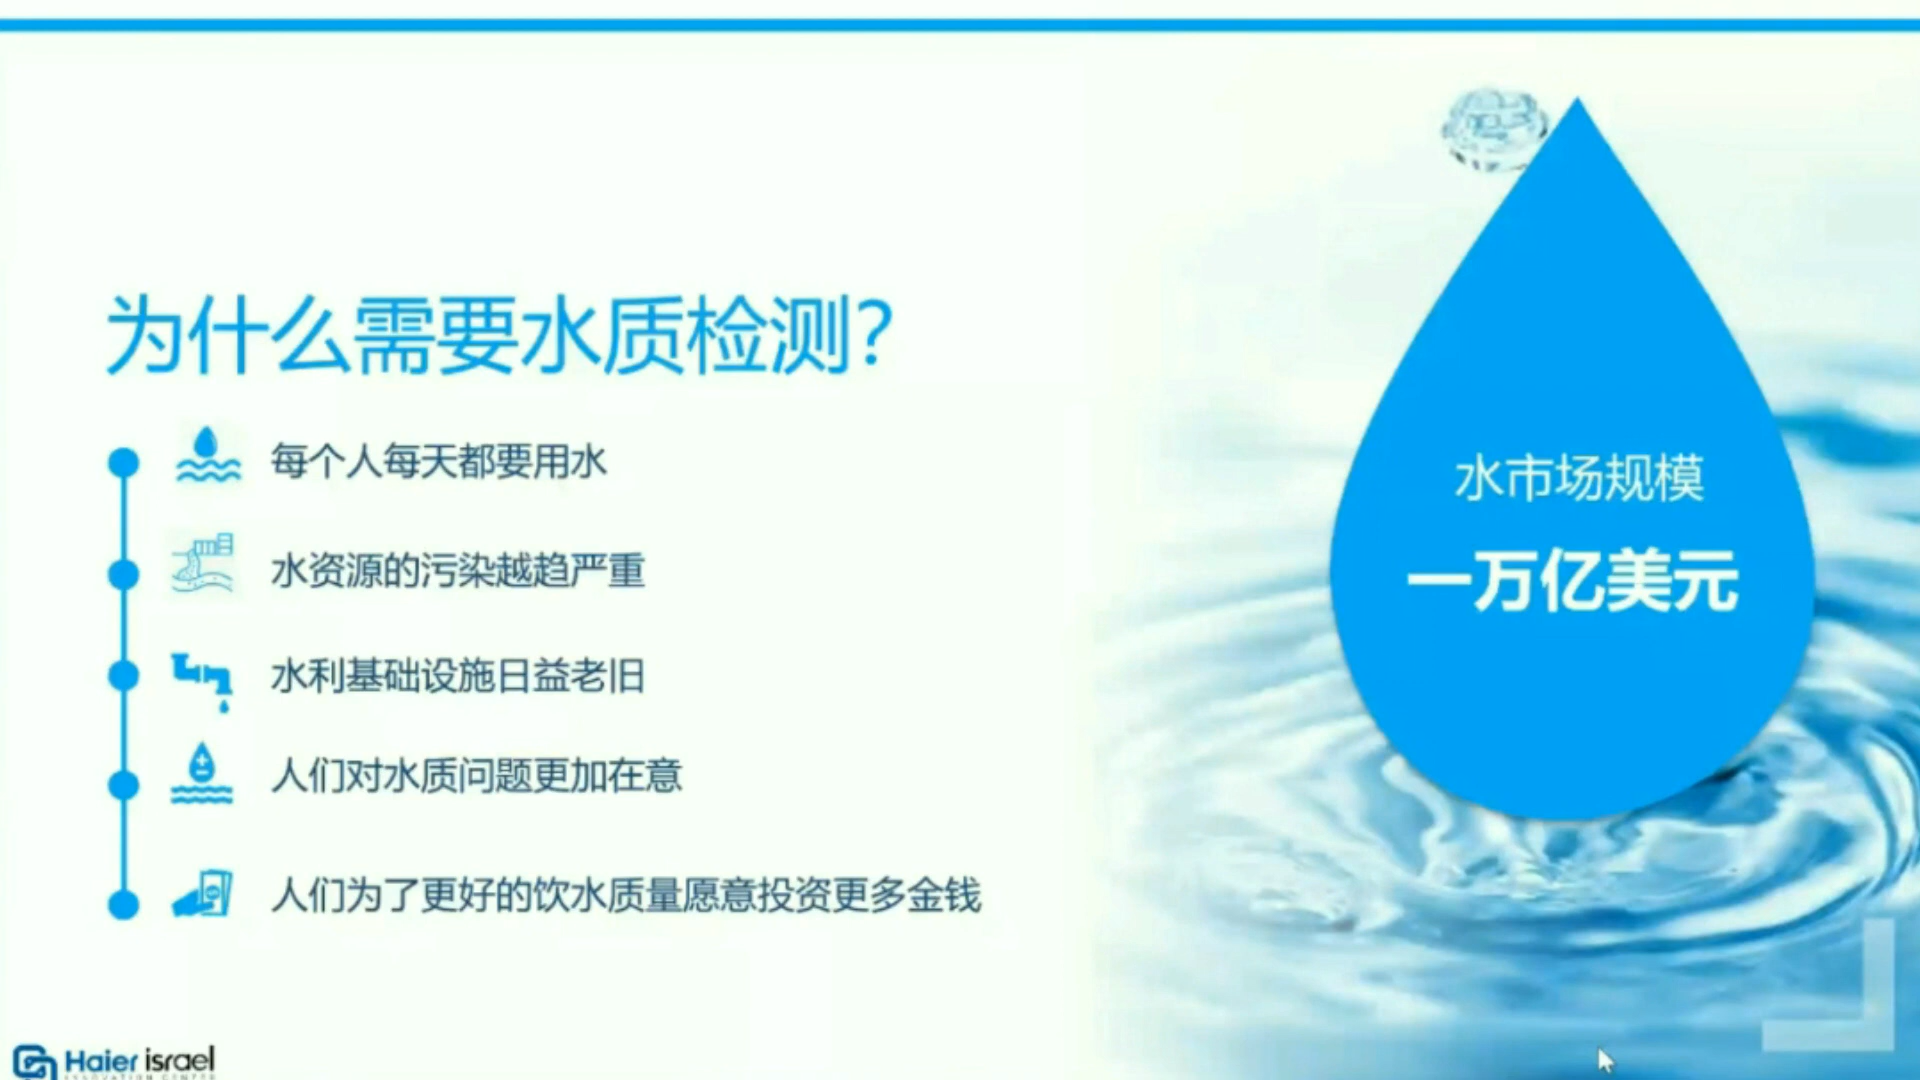 为什么需要水质检测?
每个人每天都要用水
水资源的污染越趋严重
水利基础设施日益老旧
人们对水质问题更加在意
人们为了更好的饮水质量愿意投资更多金钱
水市场规模
一万亿美元
Haier israel